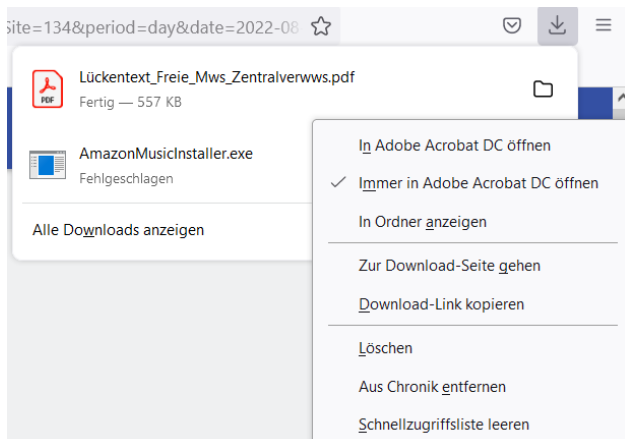 Site=134&period=day&date=2022-08
Lückentext_Freie_Mws_Zentralverwws.pdf
PDF
Fertig — 557 KB
AmazonMusicInstaller.exe
Fehlgeschlagen
Alle Downloads anzeigen
In Adobe Acrobat DC öffnen
Immer in Adobe Acrobat DC öffnen
In Ordner anzeigen
Zur Download-Seite gehen
Download-Link kopieren
Löschen
Aus Chronik entfernen
Schnellzugriffsliste leeren